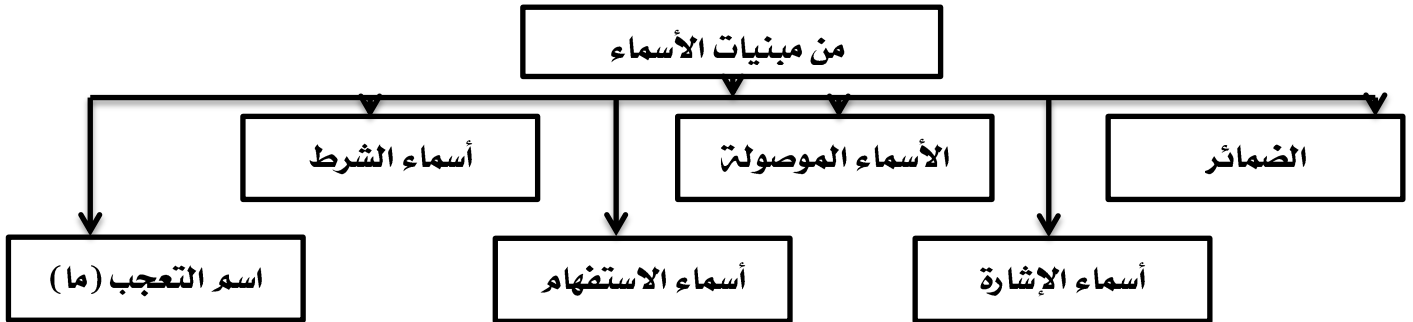 من مبنيات الأسماء
الضمائر
الأسماء الموصولة
أسماء الشرط
أسماء الإشارة
أسماء الاستفهام
اسم التعجب (ما)